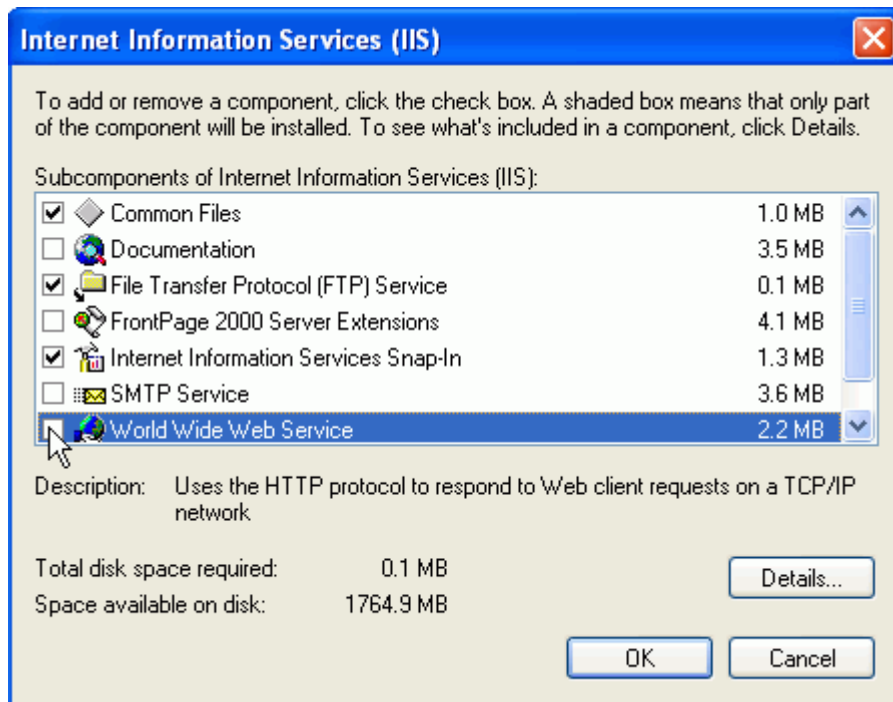 Internet Information Services (IIS)
To add or remove a component, click the check box. A shaded box means that only part
of the component will be installed. To see what's included in a component, click Details.
Subcomponents of Internet Information Services (IIS):
Common Files 1.0 MB
Documentation 3.5 MB
File Transfer Protocol (FTP) Service 0.1 MB
FrontPage 2000 Server Extensions 4.1 MB
Internet Information Services Snap-In 1.3 MB
SMTP Service 3.6 MB
World Wide Web Service 2.2 MB
Description: Uses the HTTP protocol to respond to Web client requests on a TCP/IP
network
Total disk space required: 0.1 MB
Space available on disk: 1764.9 MB
Details...
OK Cancel